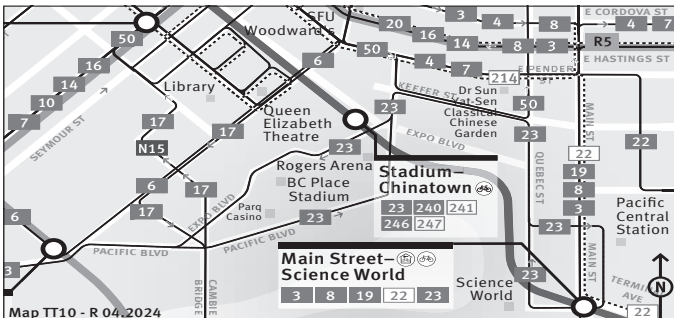 SFU
Woodward's
20
3
4
8
E CORDOVA ST
4
7
50
16
14
8
3
R5
E HASTINGS ST
6
50
4
7
E PENDER ST
214
16
14
10
7
Library
KEEFER ST
Dr Sun
Yat-Sen
Classical
Chinese
Garden
50
SEYMOUR ST
17
17
Queen
Elizabeth
Theatre
23
EXPO BLVD
23
MAIN ST
22
N15
23
Rogers Arena
BC Place
Stadium
Stadium–
Chinatown
23 240 241
246 247
QUEBEC ST
22
19
8
3
6
17
17
EXPO BLVD
Parq
Casino
23
Pacific
Central
Station
6
23
PACIFIC BLVD
PACIFIC BLVD
Main Street–
Science World
3 8 19 22 23
MAIN ST
3
CAMBIE
BRIDGE
Science
World
23
TERMINAL
AVE
N
22
Map TT10 - R 04.2024